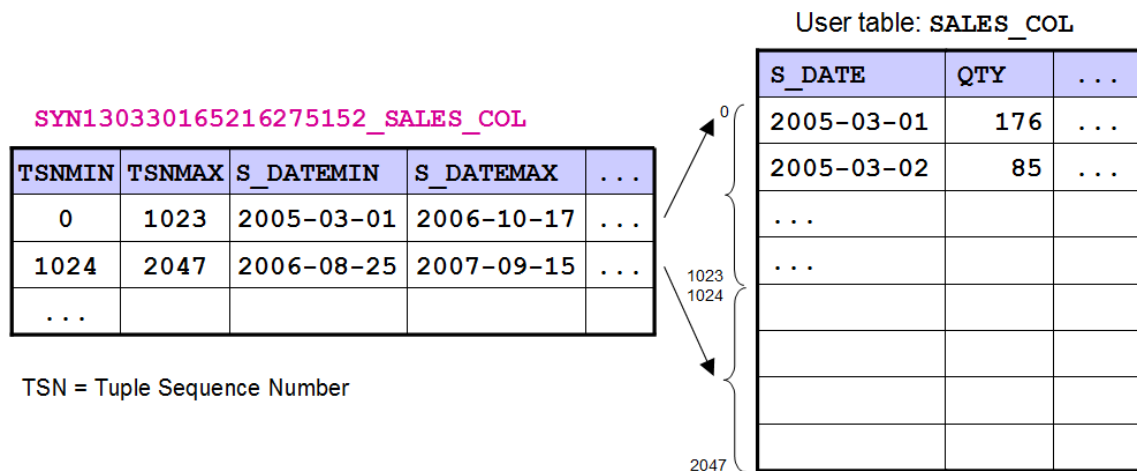 User table: SALES_COL
SYN130330165216275152_SALES_COL
TSNMIN TSNMAX S_DATEMIN S_DATEMAX ...
0 1023 2005-03-01 2006-10-17 ...
1024 2047 2006-08-25 2007-09-15 ...
...
TSN = Tuple Sequence Number
0
1023
1024
2047
S_DATE QTY ...
2005-03-01 176 ...
2005-03-02 85 ...
...
...